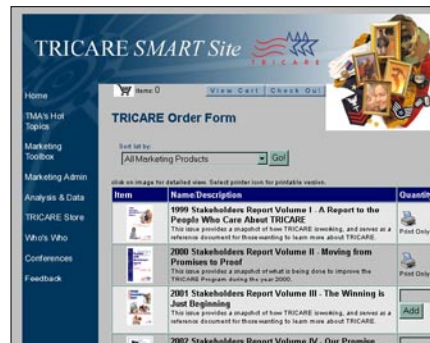 TRICARE SMART Site
TRICARE
Home
TMA's Hot
Topics
Marketing
Toolbox
Marketing Admin
Analysis & Data
TRICARE Store
Who's Who
Conferences
Feedback
Items: 0
View Cart
Check Out
TRICARE Order Form
Sort list by:
All Marketing Products
Go!
click on image for detailed view. Select printer icon for printable version.
Item
Name/Description
Quantity
1999 Stakeholders Report Volume I - A Report to the
People Who Care About TRICARE
This issue provides a snapshot of how TRICARE is working, and serves as a
reference document for those wanting to learn more about TRICARE.
Print Only
2000 Stakeholders Report Volume II - Moving from
Promises to Proof
This issue provides a snapshot of what is being done to improve the
TRICARE Program during the year 2000.
Print Only
2001 Stakeholders Report Volume III - The Winning is
Just Beginning
This issue provides a snapshot of how TRICARE is working, and serves as a
reference document for those wanting to learn more about TRICARE.
Add
2002 Stakeholders Report Volume IV - Our Promise